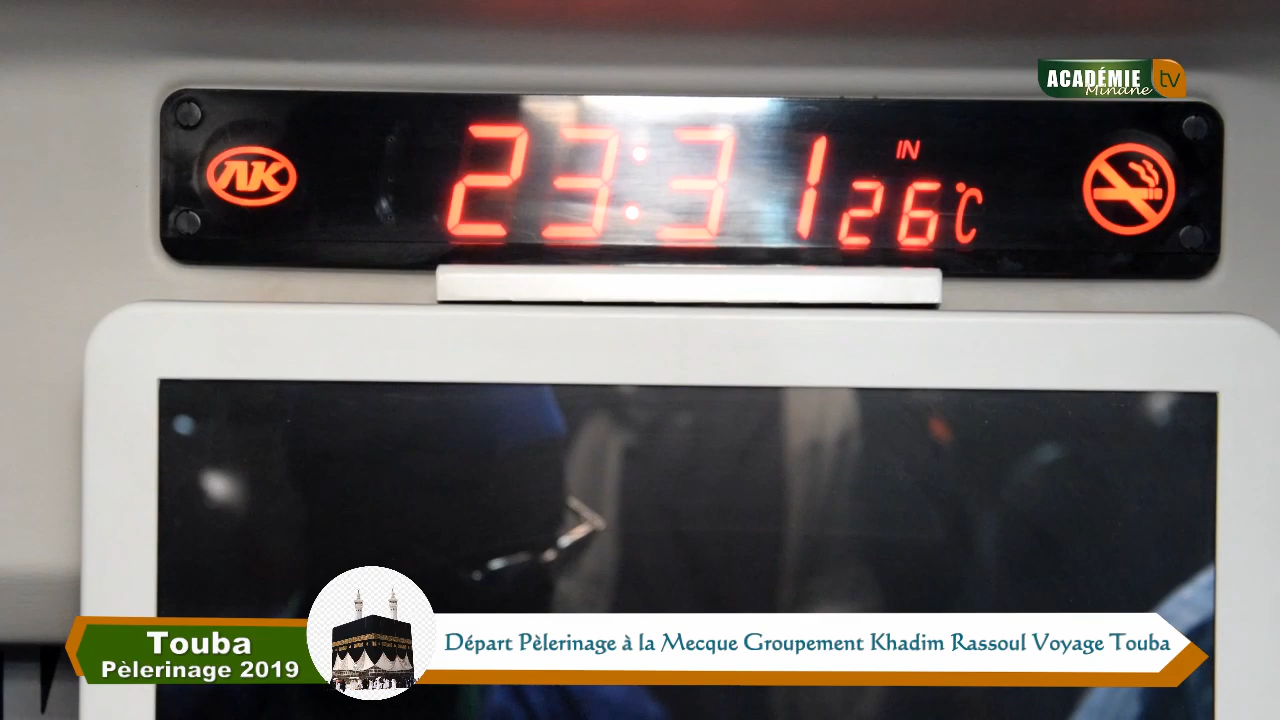 ACADÉMIE tv
Minane
AK 23:31 IN 26°C
Touba
Pèlerinage 2019
Départ Pèlerinage à la Mecque Groupement Khadim Rassoul Voyage Touba